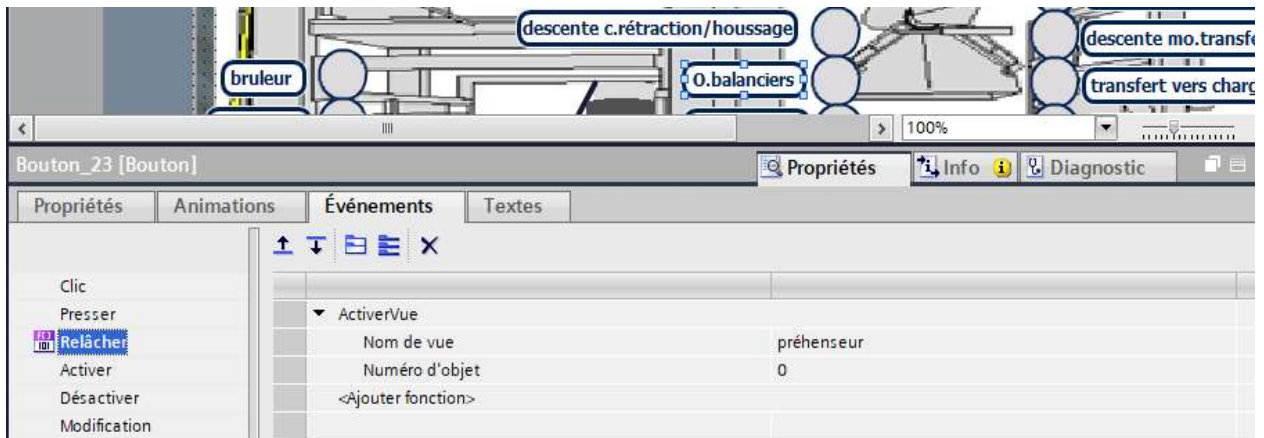 descente c.rétraction/houssage
descente mo.transfe
bruleur
O.balanciers
transfert vers charg
100%
Bouton_23 [Bouton]
Propriétés
Info
Diagnostic
Propriétés
Animations
Événements
Textes
Clic
Presser
ActiverVue
Relâcher
Nom de vue
préhenseur
Activer
Numéro d'objet
0
Désactiver
<Ajouter fonction>
Modification